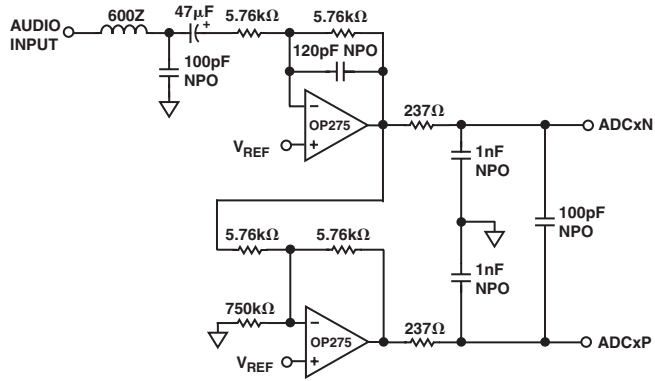 AUDIO
INPUT
600Z
47µF
+
5.76kΩ
5.76kΩ
120pF NPO
100pF
NPO
−
OP275
+
VREF
237Ω
ADCxN
1nF
NPO
100pF
NPO
5.76kΩ
5.76kΩ
1nF
NPO
750kΩ
−
OP275
+
VREF
237Ω
ADCxP